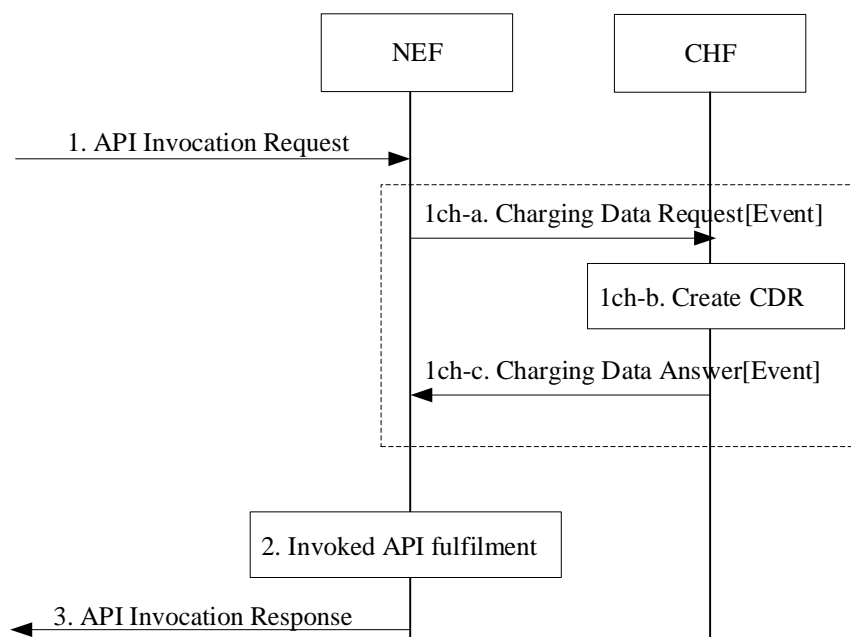 NEF
CHF
1. API Invocation Request
1ch-a. Charging Data Request[Event]
1ch-b. Create CDR
1ch-c. Charging Data Answer[Event]
2. Invoked API fulfilment
3. API Invocation Response